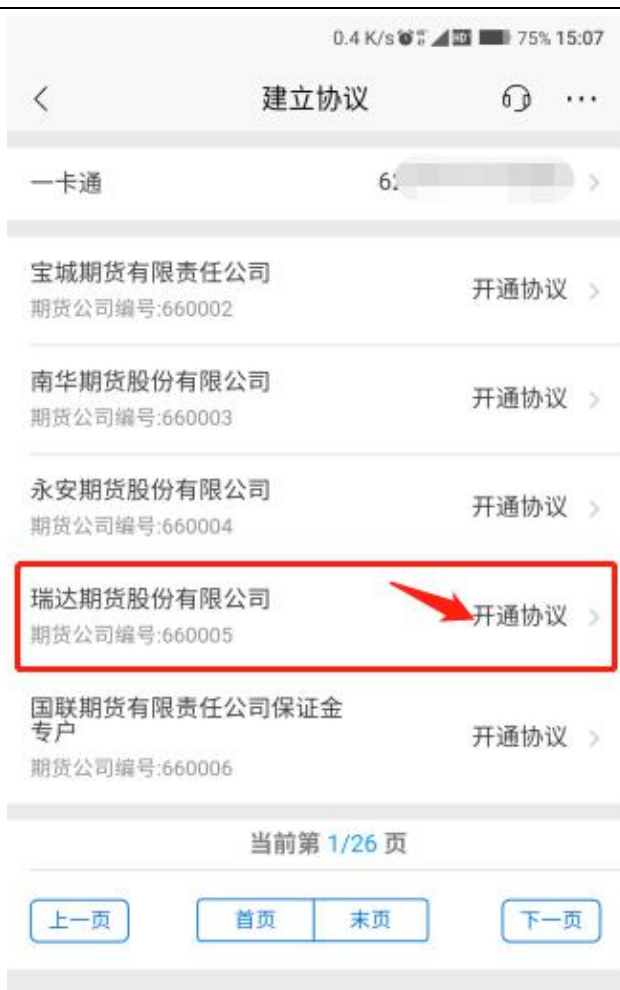 0.4 K/s HD 75% 15:07
建立协议
一卡通 62
宝城期货有限责任公司
开通协议
期货公司编号:660002
南华期货股份有限公司
开通协议
期货公司编号:660003
永安期货股份有限公司
开通协议
期货公司编号:660004
瑞达期货股份有限公司
开通协议
期货公司编号:660005
国联期货有限责任公司保证金
专户
开通协议
期货公司编号:660006
当前第 1/26 页
上一页 首页 末页 下一页